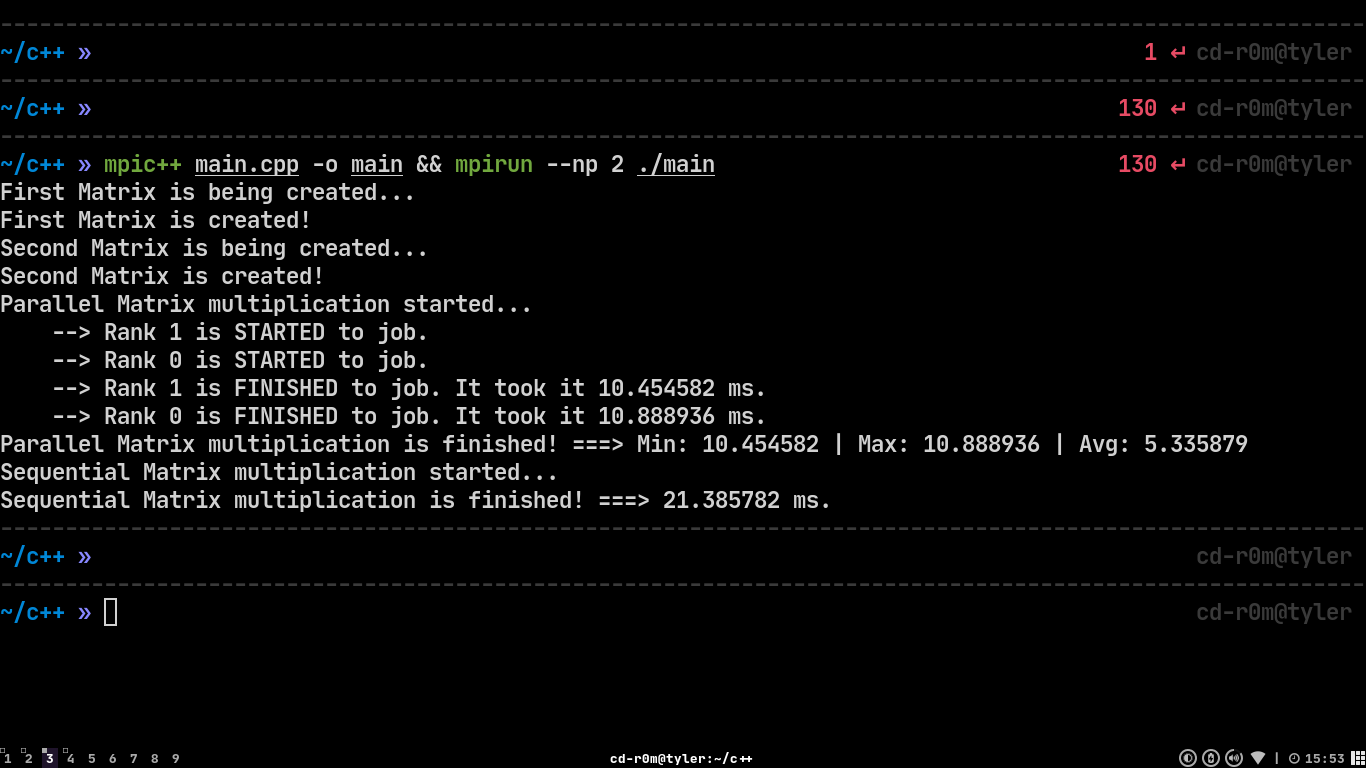 ~/c++ » 1 ↵ cd-r0m@tyler
~/c++ » 130 ↵ cd-r0m@tyler
~/c++ » mpic++ main.cpp -o main && mpirun --np 2 ./main 130 ↵ cd-r0m@tyler
First Matrix is being created...
First Matrix is created!
Second Matrix is being created...
Second Matrix is created!
Parallel Matrix multiplication started...
    --> Rank 1 is STARTED to job.
    --> Rank 0 is STARTED to job.
    --> Rank 1 is FINISHED to job. It took it 10.454582 ms.
    --> Rank 0 is FINISHED to job. It took it 10.888936 ms.
Parallel Matrix multiplication is finished! ===> Min: 10.454582 | Max: 10.888936 | Avg: 5.335879
Sequential Matrix multiplication started...
Sequential Matrix multiplication is finished! ===> 21.385782 ms.
~/c++ » cd-r0m@tyler
~/c++ » cd-r0m@tyler
1 2 3 4 5 6 7 8 9 cd-r0m@tyler:~/c++ | 15:53